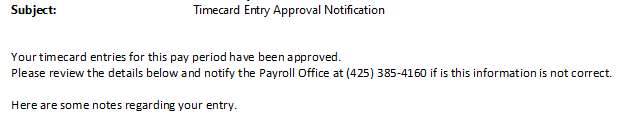 Subject: Timecard Entry Approval Notification
Your timecard entries for this pay period have been approved.
Please review the details below and notify the Payroll Office at (425) 385-4160 if is this information is not correct.
Here are some notes regarding your entry.